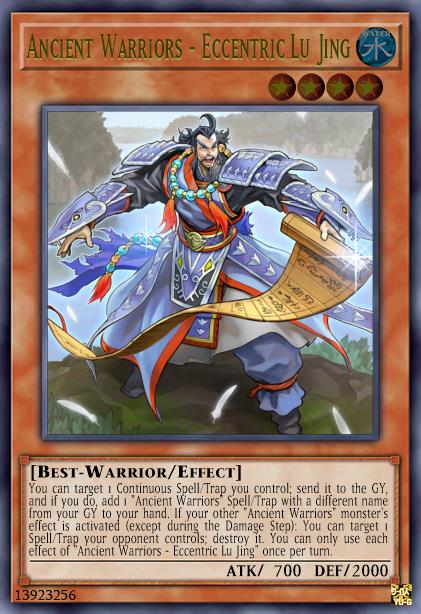 Ancient Warriors - Eccentric Lu Jing
WATER
水
[Best-Warrior/Effect]
You can target 1 Continuous Spell/Trap you control; send it to the GY,
and if you do, add 1 "Ancient Warriors" Spell/Trap with a different name
from your GY to your hand. If your other "Ancient Warriors" monster's
effect is activated (except during the Damage Step): You can target 1
Spell/Trap your opponent controls; destroy it. You can only use each
effect of "Ancient Warriors - Eccentric Lu Jing" once per turn.
ATK/ 700 DEF/2000
13923256